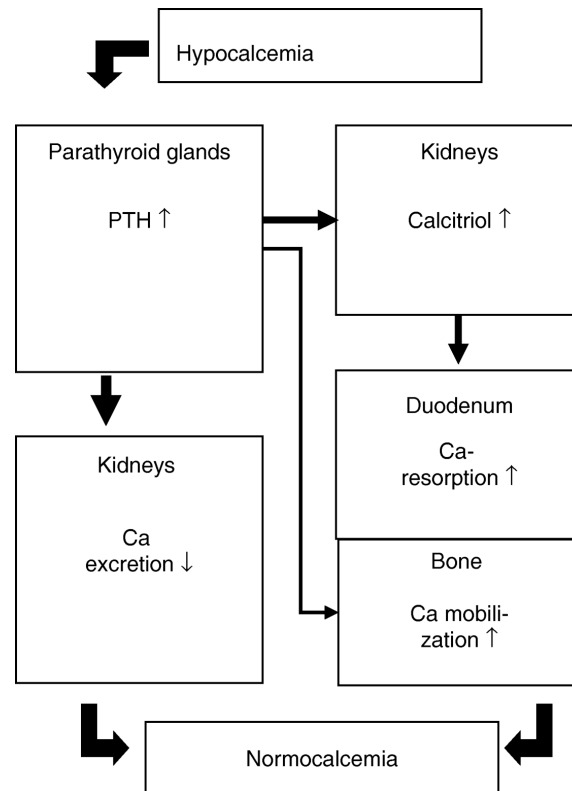 Hypocalcemia
Parathyroid glands
PTH ↑
Kidneys
Calcitriol ↑
Kidneys
Ca
excretion ↓
Duodenum
Ca-
resorption ↑
Bone
Ca mobili-
zation ↑
Normocalcemia